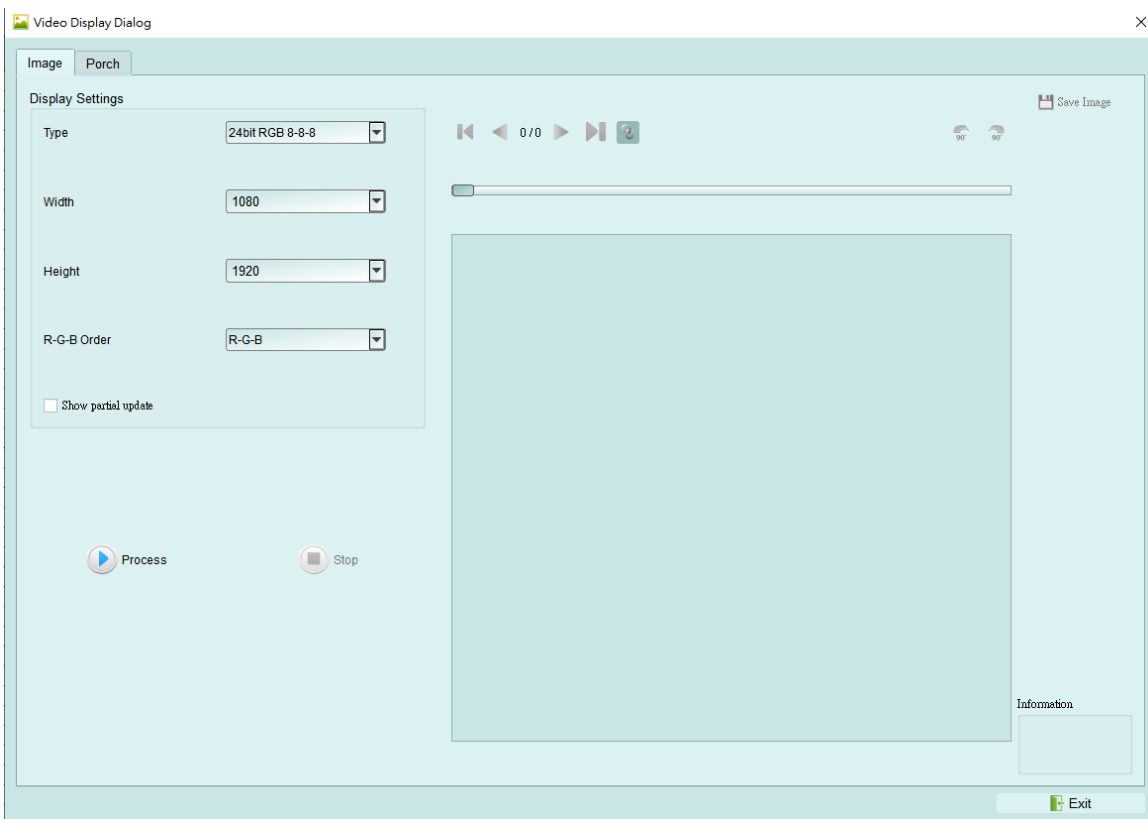 Video Display Dialog
Image
Porch
Display Settings
Save Image
Type
24bit RGB 8-8-8
0/0
90°
90°
Width
1080
Height
1920
R-G-B Order
R-G-B
Show partial update
Process
Stop
Information
Exit